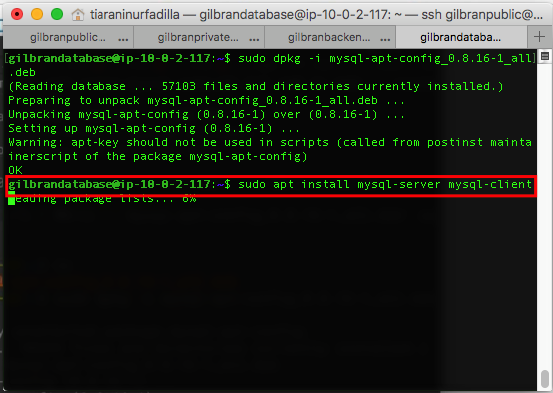 tiaraninurfadilla — gilbrandatabase@ip-10-0-2-117: ~ — ssh gilbranpublic@...
gilbranpublic... ... gilbranprivate... ... gilbranbacken... ... gilbrandataba... ... +
[gilbrandatabase@ip-10-0-2-117:~$ sudo dpkg -i mysql-apt-config_0.8.16-1_all]
.deb
(Reading database ... 57103 files and directories currently installed.)
Preparing to unpack mysql-apt-config_0.8.16-1_all.deb ...
Unpacking mysql-apt-config (0.8.16-1) over (0.8.16-1) ...
Setting up mysql-apt-config (0.8.16-1) ...
Warning: apt-key should not be used in scripts (called from postinst mainta
inerscript of the package mysql-apt-config)
OK
gilbrandatabase@ip-10-0-2-117:~$ sudo apt install mysql-server mysql-client
eading package lists... 6%